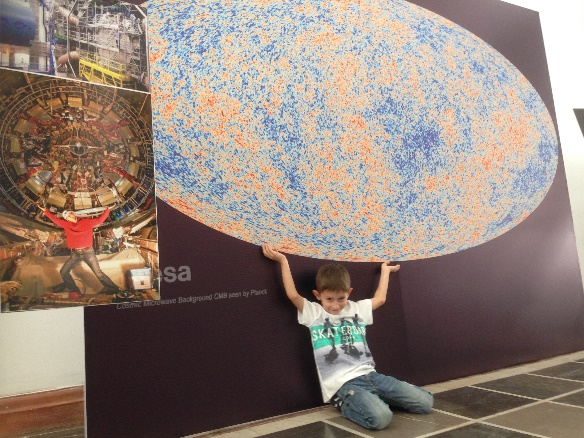 esa
Cosmic Microwave Background CMB seen by Planck
SKATEBOARD